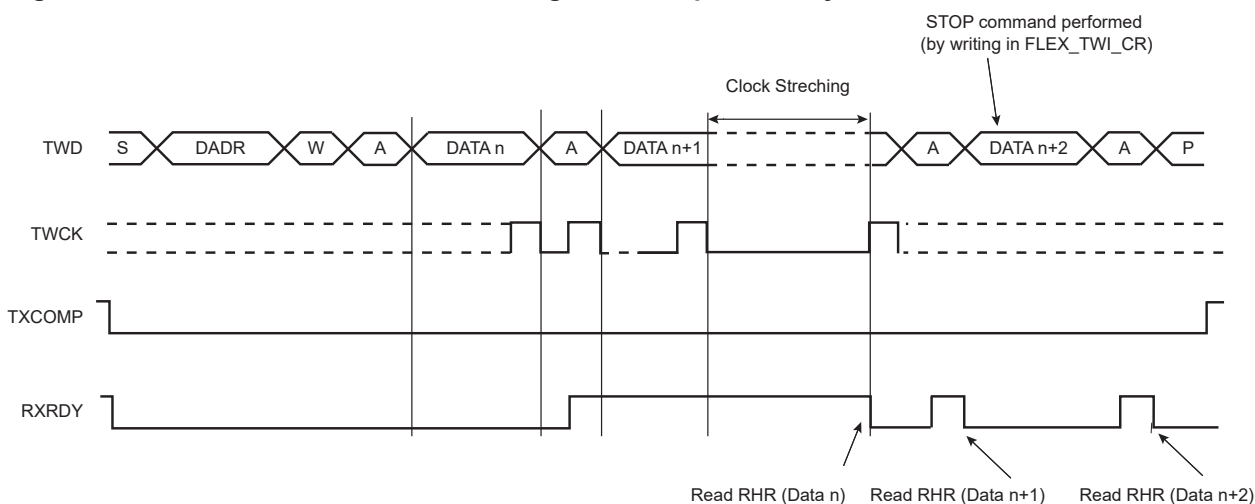 STOP command performed
(by writing in FLEX_TWI_CR)
Clock Streching
TWD S DADR W A DATA n A DATA n+1 A DATA n+2 A P
TWCK
TXCOMP
RXRDY
Read RHR (Data n) Read RHR (Data n+1) Read RHR (Data n+2)